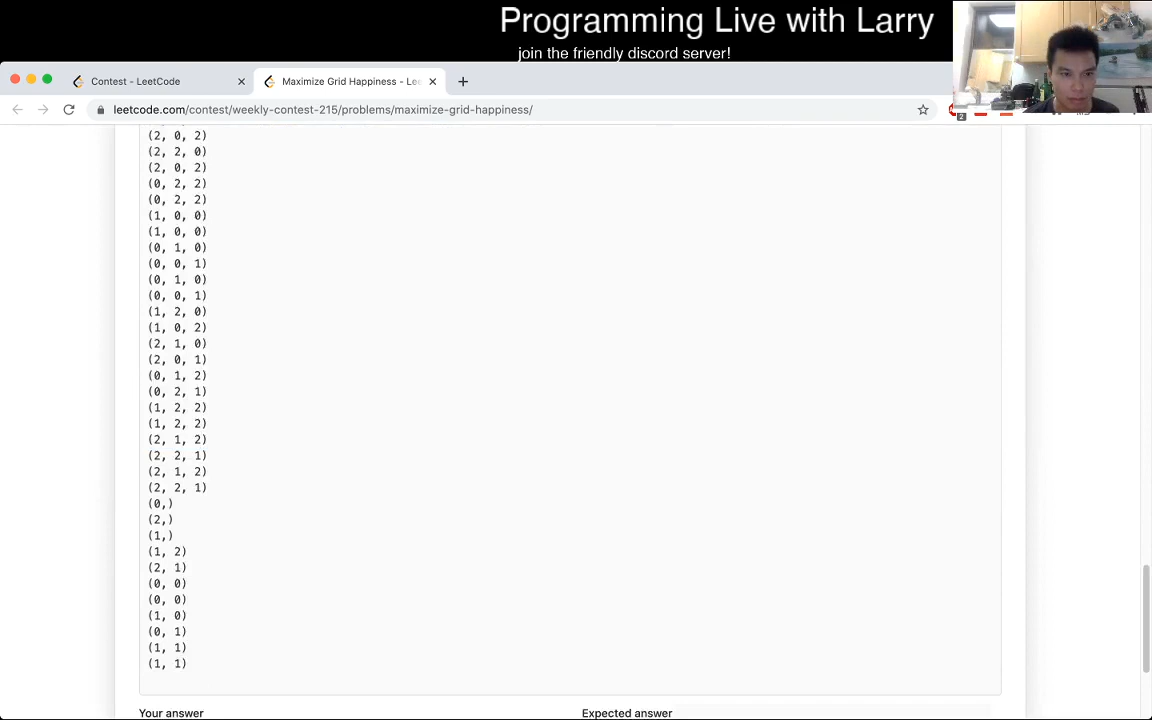 Programming Live with Larry
join the friendly discord server!
Contest - LeetCode
Maximize Grid Happiness - Lee
leetcode.com/contest/weekly-contest-215/problems/maximize-grid-happiness/
2
(2, 0, 2)
(2, 2, 0)
(2, 0, 2)
(0, 2, 2)
(0, 2, 2)
(1, 0, 0)
(1, 0, 0)
(0, 1, 0)
(0, 0, 1)
(0, 1, 0)
(0, 0, 1)
(1, 2, 0)
(1, 0, 2)
(2, 1, 0)
(2, 0, 1)
(0, 1, 2)
(0, 2, 1)
(1, 2, 2)
(1, 2, 2)
(2, 1, 2)
(2, 2, 1)
(2, 1, 2)
(2, 2, 1)
(0,)
(2,)
(1,)
(1, 2)
(2, 1)
(0, 0)
(0, 0)
(1, 0)
(0, 1)
(1, 1)
(1, 1)
Your answer
Expected answer